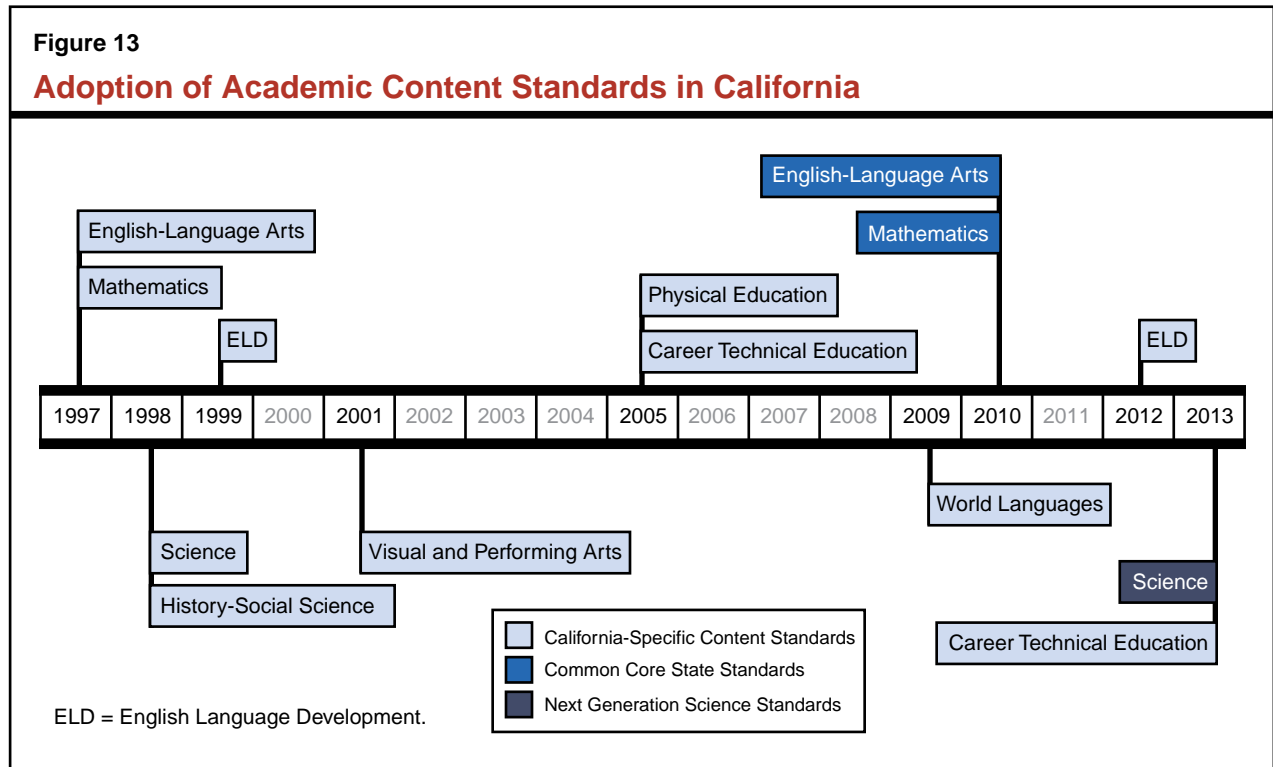 Figure 13
Adoption of Academic Content Standards in California
English-Language Arts
Mathematics
English-Language Arts
Mathematics
ELD
Physical Education
Career Technical Education
ELD
1997 1998 1999 2000 2001 2002 2003 2004 2005 2006 2007 2008 2009 2010 2011 2012 2013
Science
History-Social Science
Visual and Performing Arts
World Languages
Science
Career Technical Education
California-Specific Content Standards
Common Core State Standards
Next Generation Science Standards
ELD = English Language Development.